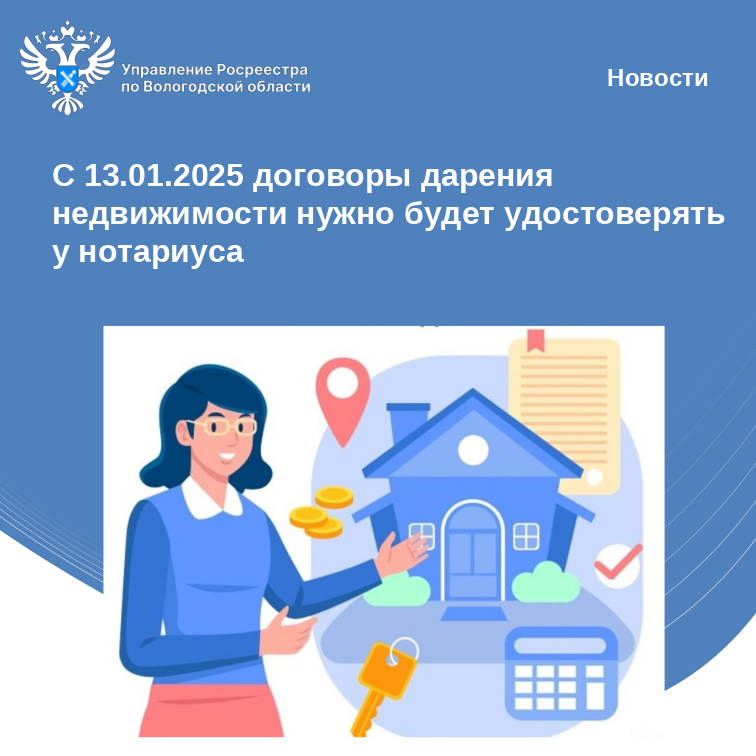 Управление Росреестра
по Вологодской области
Новости
С 13.01.2025 договоры дарения
недвижимости нужно будет удостоверять
у нотариуса